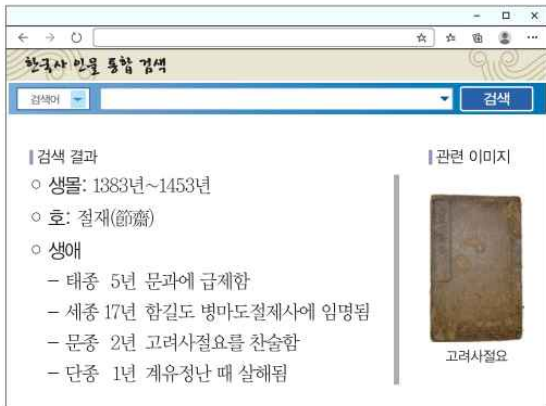 한국사 인물 통합 검색
검색어
검색
검색 결과
○ 생몰: 1383년~1453년
○ 호: 절재(節齋)
○ 생애
– 태종 5년 문과에 급제함
– 세종 17년 함길도 병마도절제사에 임명됨
– 문종 2년 고려사절요를 찬술함
– 단종 1년 계유정난 때 살해됨
관련 이미지
고려사절요